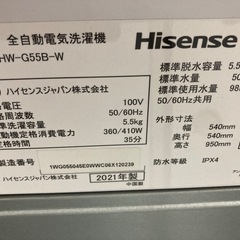 全自動電気洗濯機
HW-G55B-W
ハイセンスジャパン株式会社
100V
50/60Hz
5.5kg
360/410W
35分
製造番号
1WG055045E0WWC06X120239
ハイセンスジャパン株式会社
2021年製
中国製
Hisense
標準脱水容量 5.5
標準水量 50
標準使用水量 98
50/60Hz共用
外形寸法
幅 540mm
奥行 540mm
高さ 950mm
防水等級 IPX4